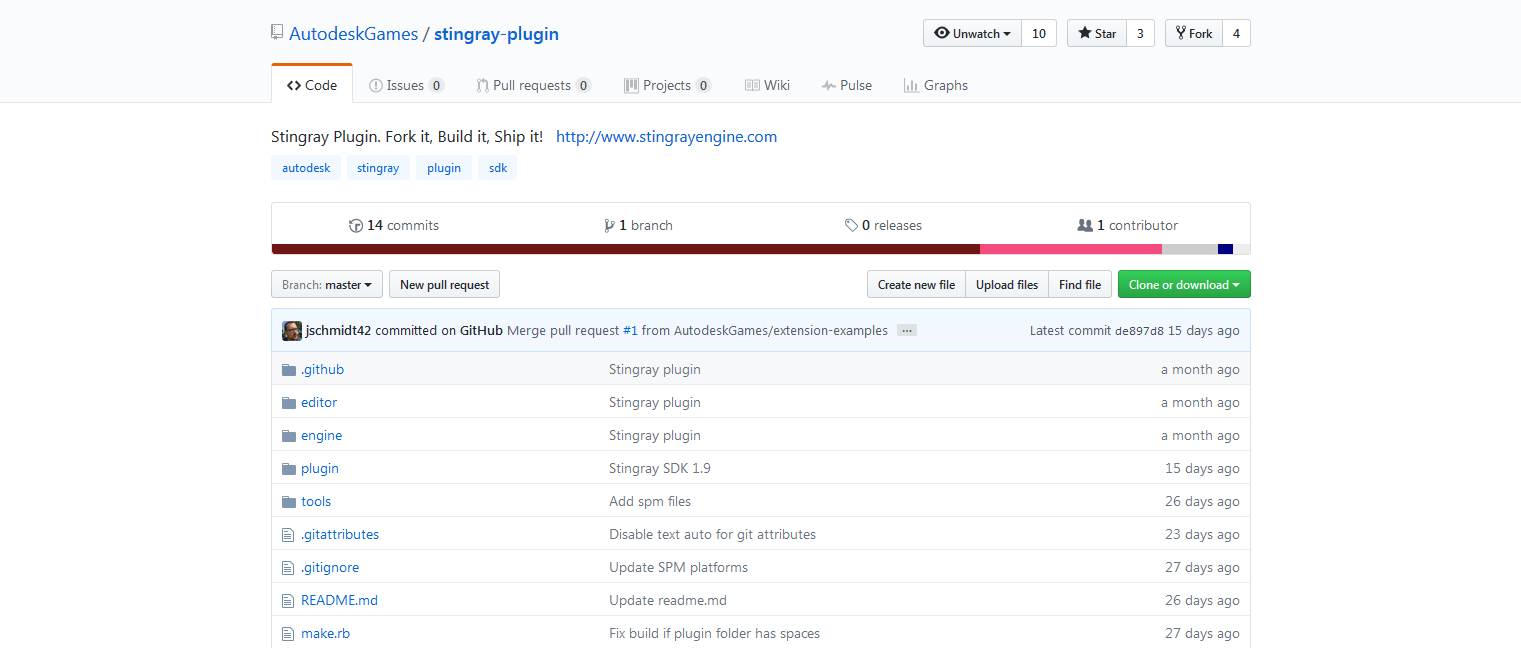 AutodeskGames / stingray-plugin Unwatch 10 Star 3 Fork 4
Code Issues 0 Pull requests 0 Projects 0 Wiki Pulse Graphs
Stingray Plugin. Fork it, Build it, Ship it! http://www.stingrayengine.com
autodesk stingray plugin sdk
14 commits 1 branch 0 releases 1 contributor
Branch: master New pull request Create new file Upload files Find file Clone or download
jschmidt42 committed on GitHub Merge pull request #1 from AutodeskGames/extension-examples ... Latest commit de897d8 15 days ago
.github Stingray plugin a month ago
editor Stingray plugin a month ago
engine Stingray plugin a month ago
plugin Stingray SDK 1.9 15 days ago
tools Add spm files 26 days ago
.gitattributes Disable text auto for git attributes 23 days ago
.gitignore Update SPM platforms 27 days ago
README.md Update readme.md 26 days ago
make.rb Fix build if plugin folder has spaces 27 days ago